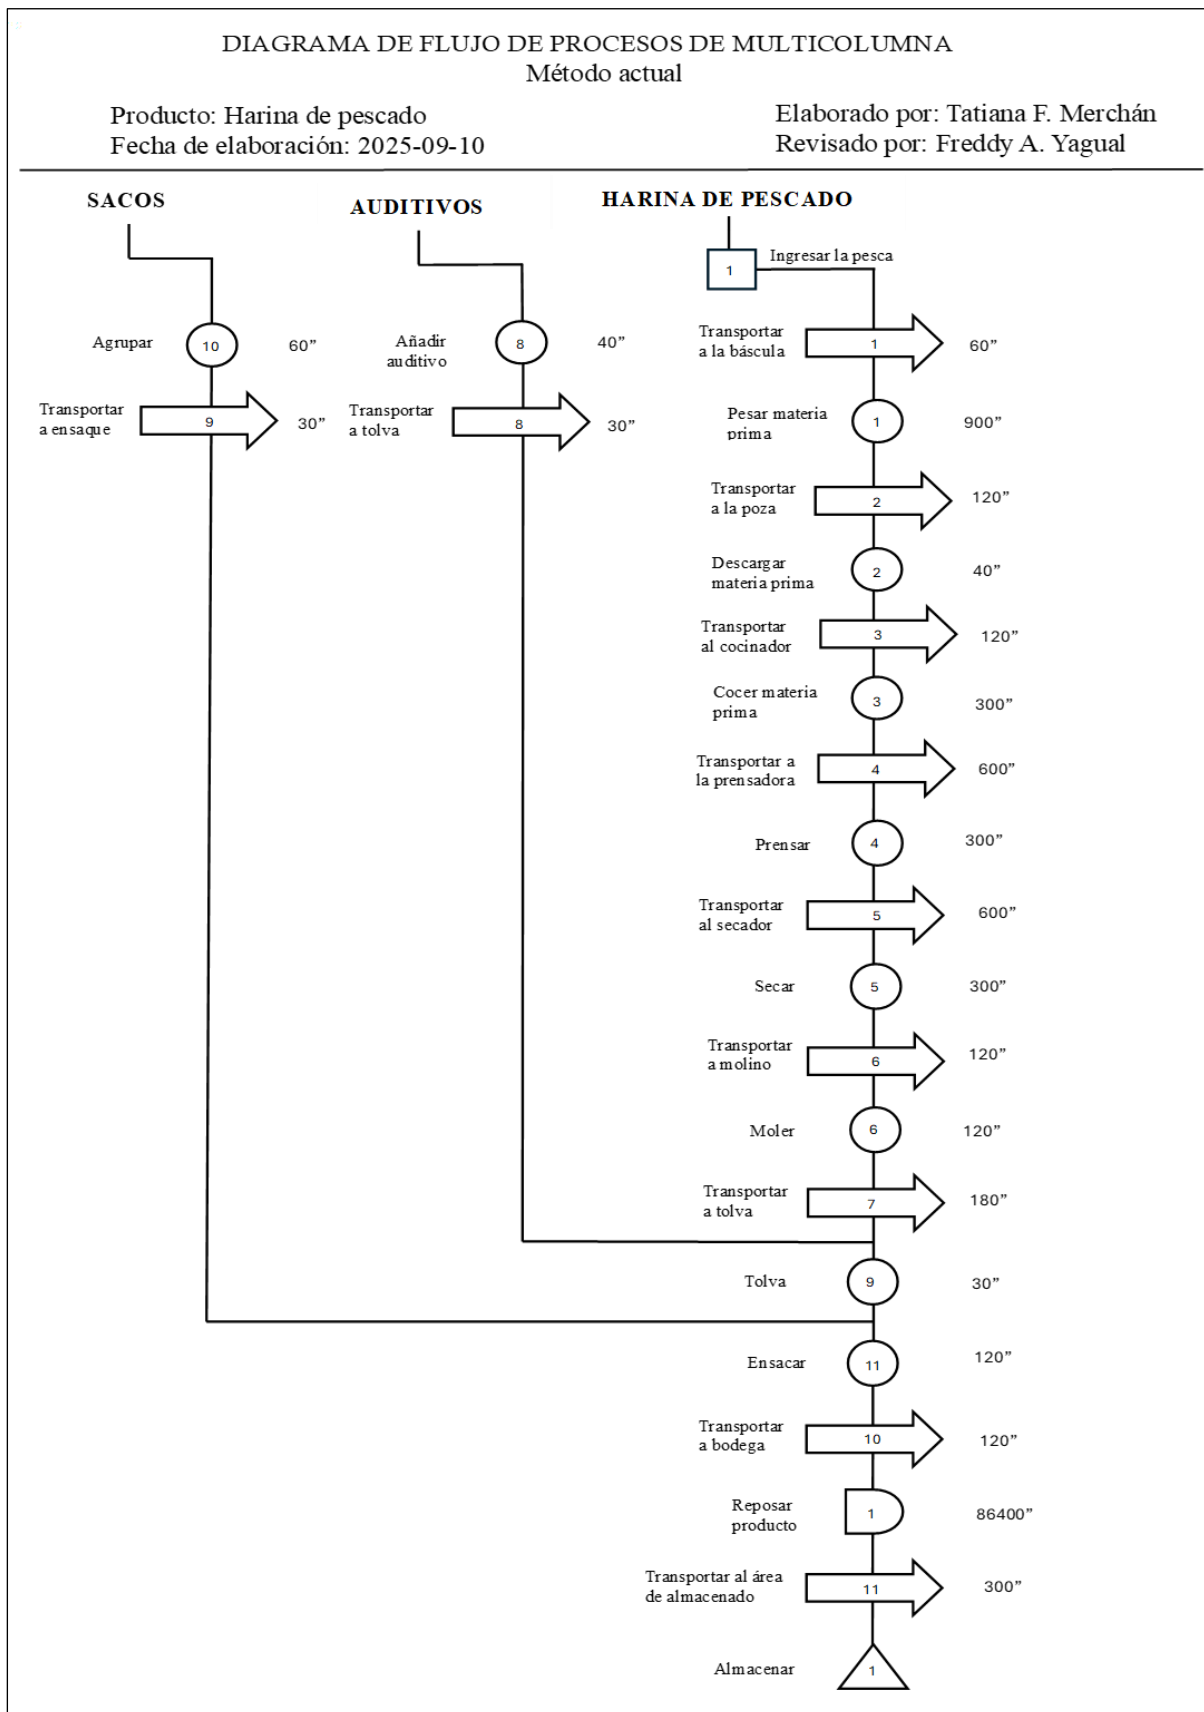 DIAGRAMA DE FLUJO DE PROCESOS DE MULTICOLUMNA
Método actual
Producto: Harina de pescado
Fecha de elaboración: 2025-09-10
Elaborado por: Tatiana F. Merchán
Revisado por: Freddy A. Yagual
SACOS
AUDITIVOS
HARINA DE PESCADO
1
Ingresar la pesca
Agrupar
10
60”
Añadir
auditivo
8
40”
Transportar
a la báscula
1
60”
Transportar
a ensaque
9
30”
Transportar
a tolva
8
30”
Pesar materia
prima
1
900”
Transportar
a la poza
2
120”
Descargar
materia prima
2
40”
Transportar
al cocinador
3
120”
Cocer materia
prima
3
300”
Transportar a
la prensadora
4
600”
Prensar
4
300”
Transportar
al secador
5
600”
Secar
5
300”
Transportar
a molino
6
120”
Moler
6
120”
Transportar
a tolva
7
180”
Tolva
9
30”
Ensacar
11
120”
Transportar
a bodega
10
120”
Reposar
producto
1
86400”
Transportar al área
de almacenado
11
300”
Almacenar
1